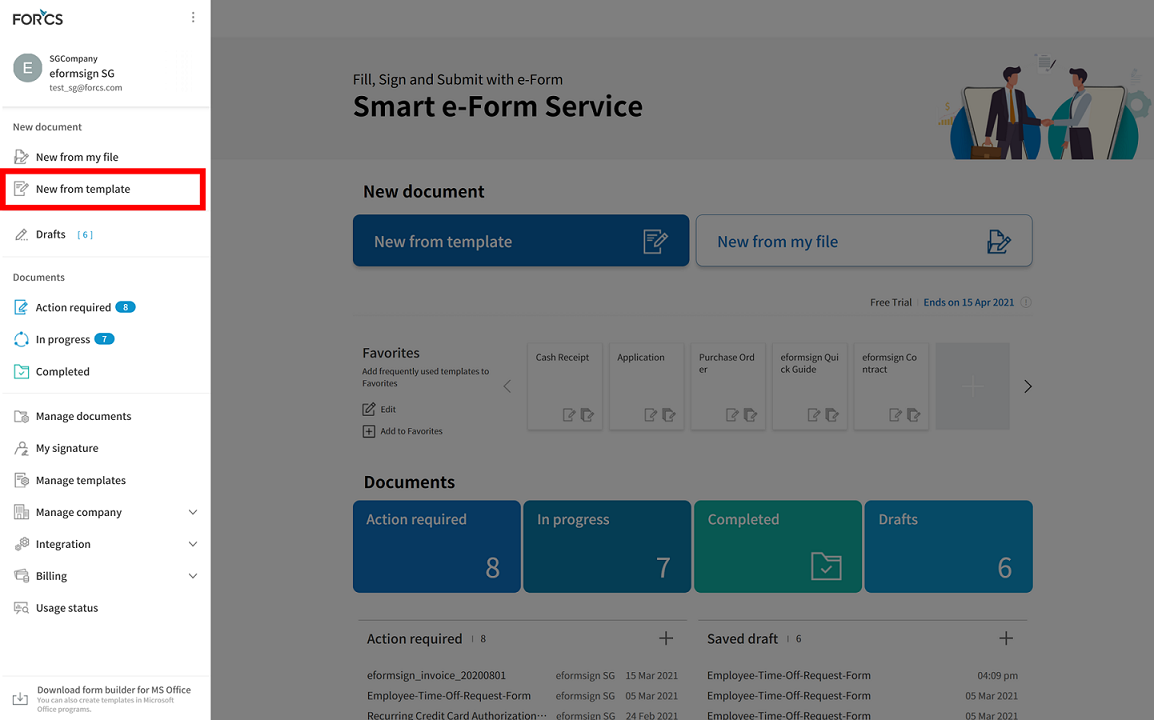 FORCS
E
SGCompany
eformsign SG
test_sg@forcs.com
New document
New from my file
New from template
Drafts [ 6 ]
Documents
Action required 8
In progress 7
Completed
Manage documents
My signature
Manage templates
Manage company
Integration
Billing
Usage status
Download form builder for MS Office
You can also create templates in Microsoft
Office programs.
Fill, Sign and Submit with e-Form
Smart e-Form Service
New document
New from template
New from my file
Free Trial | Ends on 15 Apr 2021
Favorites
Add frequently used templates to
Favorites
Edit
Add to Favorites
Cash Receipt
Application
Purchase Ord
er
eformsign Qui
ck Guide
eformsign Co
ntract
Documents
Action required
8
In progress
7
Completed
Drafts
6
Action required | 8
eformsign_invoice_20200801 eformsign SG 15 Mar 2021
Employee-Time-Off-Request-Form eformsign SG 05 Mar 2021
Recurring Credit Card Authorization··· eformsign SG 24 Feb 2021
Saved draft | 6
Employee-Time-Off-Request-Form 04:09 pm
Employee-Time-Off-Request-Form 05 Mar 2021
Employee-Time-Off-Request-Form 05 Mar 2021